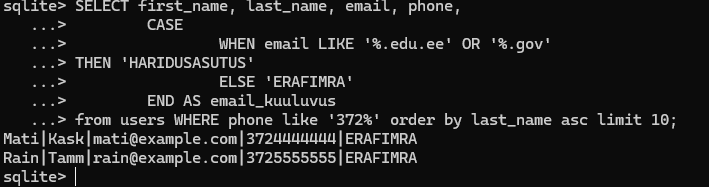 sqlite> SELECT first_name, last_name, email, phone,
   ...>         CASE
   ...>                 WHEN email LIKE '%.edu.ee' OR '%.gov'
   ...> THEN 'HARIDUSASUTUS'
   ...>                 ELSE 'ERAFIMRA'
   ...>         END AS email_kuuluvus
   ...> from users WHERE phone like '372%' order by last_name asc limit 10;
Mati|Kask|mati@example.com|3724444444|ERAFIMRA
Rain|Tamm|rain@example.com|3725555555|ERAFIMRA
sqlite>